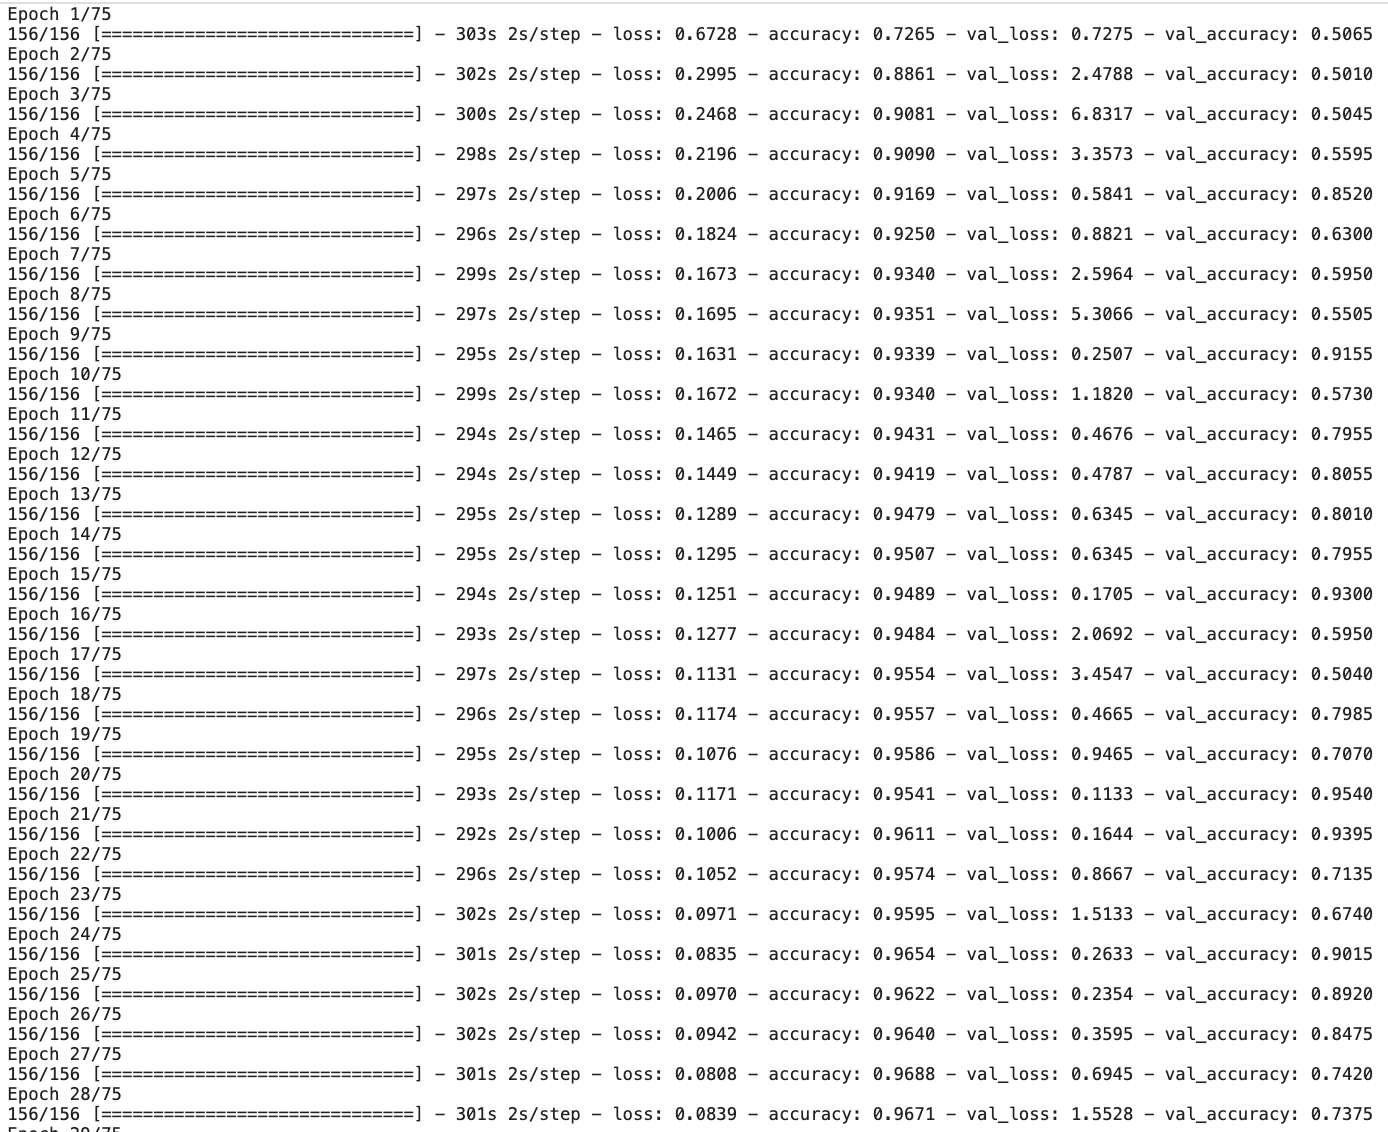 Epoch 1/75
156/156 [==============================] - 303s 2s/step - loss: 0.6728 - accuracy: 0.7265 - val_loss: 0.7275 - val_accuracy: 0.5065
Epoch 2/75
156/156 [==============================] - 302s 2s/step - loss: 0.2995 - accuracy: 0.8861 - val_loss: 2.4788 - val_accuracy: 0.5010
Epoch 3/75
156/156 [==============================] - 300s 2s/step - loss: 0.2468 - accuracy: 0.9081 - val_loss: 6.8317 - val_accuracy: 0.5045
Epoch 4/75
156/156 [==============================] - 298s 2s/step - loss: 0.2196 - accuracy: 0.9090 - val_loss: 3.3573 - val_accuracy: 0.5595
Epoch 5/75
156/156 [==============================] - 297s 2s/step - loss: 0.2006 - accuracy: 0.9169 - val_loss: 0.5841 - val_accuracy: 0.8520
Epoch 6/75
156/156 [==============================] - 296s 2s/step - loss: 0.1824 - accuracy: 0.9250 - val_loss: 0.8821 - val_accuracy: 0.6300
Epoch 7/75
156/156 [==============================] - 299s 2s/step - loss: 0.1673 - accuracy: 0.9340 - val_loss: 2.5964 - val_accuracy: 0.5950
Epoch 8/75
156/156 [==============================] - 297s 2s/step - loss: 0.1695 - accuracy: 0.9351 - val_loss: 5.3066 - val_accuracy: 0.5505
Epoch 9/75
156/156 [==============================] - 295s 2s/step - loss: 0.1631 - accuracy: 0.9339 - val_loss: 0.2507 - val_accuracy: 0.9155
Epoch 10/75
156/156 [==============================] - 299s 2s/step - loss: 0.1672 - accuracy: 0.9340 - val_loss: 1.1820 - val_accuracy: 0.5730
Epoch 11/75
156/156 [==============================] - 294s 2s/step - loss: 0.1465 - accuracy: 0.9431 - val_loss: 0.4676 - val_accuracy: 0.7955
Epoch 12/75
156/156 [==============================] - 294s 2s/step - loss: 0.1449 - accuracy: 0.9419 - val_loss: 0.4787 - val_accuracy: 0.8055
Epoch 13/75
156/156 [==============================] - 295s 2s/step - loss: 0.1289 - accuracy: 0.9479 - val_loss: 0.6345 - val_accuracy: 0.8010
Epoch 14/75
156/156 [==============================] - 295s 2s/step - loss: 0.1295 - accuracy: 0.9507 - val_loss: 0.6345 - val_accuracy: 0.7955
Epoch 15/75
156/156 [==============================] - 294s 2s/step - loss: 0.1251 - accuracy: 0.9489 - val_loss: 0.1705 - val_accuracy: 0.9300
Epoch 16/75
156/156 [==============================] - 293s 2s/step - loss: 0.1277 - accuracy: 0.9484 - val_loss: 2.0692 - val_accuracy: 0.5950
Epoch 17/75
156/156 [==============================] - 297s 2s/step - loss: 0.1131 - accuracy: 0.9554 - val_loss: 3.4547 - val_accuracy: 0.5040
Epoch 18/75
156/156 [==============================] - 296s 2s/step - loss: 0.1174 - accuracy: 0.9557 - val_loss: 0.4665 - val_accuracy: 0.7985
Epoch 19/75
156/156 [==============================] - 295s 2s/step - loss: 0.1076 - accuracy: 0.9586 - val_loss: 0.9465 - val_accuracy: 0.7070
Epoch 20/75
156/156 [==============================] - 293s 2s/step - loss: 0.1171 - accuracy: 0.9541 - val_loss: 0.1133 - val_accuracy: 0.9540
Epoch 21/75
156/156 [==============================] - 292s 2s/step - loss: 0.1006 - accuracy: 0.9611 - val_loss: 0.1644 - val_accuracy: 0.9395
Epoch 22/75
156/156 [==============================] - 296s 2s/step - loss: 0.1052 - accuracy: 0.9574 - val_loss: 0.8667 - val_accuracy: 0.7135
Epoch 23/75
156/156 [==============================] - 302s 2s/step - loss: 0.0971 - accuracy: 0.9595 - val_loss: 1.5133 - val_accuracy: 0.6740
Epoch 24/75
156/156 [==============================] - 301s 2s/step - loss: 0.0835 - accuracy: 0.9654 - val_loss: 0.2633 - val_accuracy: 0.9015
Epoch 25/75
156/156 [==============================] - 302s 2s/step - loss: 0.0970 - accuracy: 0.9622 - val_loss: 0.2354 - val_accuracy: 0.8920
Epoch 26/75
156/156 [==============================] - 302s 2s/step - loss: 0.0942 - accuracy: 0.9640 - val_loss: 0.3595 - val_accuracy: 0.8475
Epoch 27/75
156/156 [==============================] - 301s 2s/step - loss: 0.0808 - accuracy: 0.9688 - val_loss: 0.6945 - val_accuracy: 0.7420
Epoch 28/75
156/156 [==============================] - 301s 2s/step - loss: 0.0839 - accuracy: 0.9671 - val_loss: 1.5528 - val_accuracy: 0.7375
Epoch 29/75